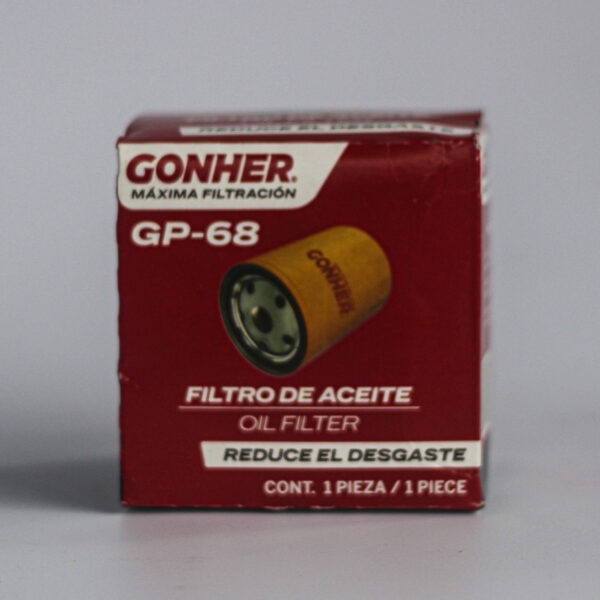 REDUCE EL DESGASTE
GONHER.
MÁXIMA FILTRACIÓN
GP-68
GONHER
FILTRO DE ACEITE
OIL FILTER
REDUCE EL DESGASTE
CONT. 1 PIEZA / 1 PIECE